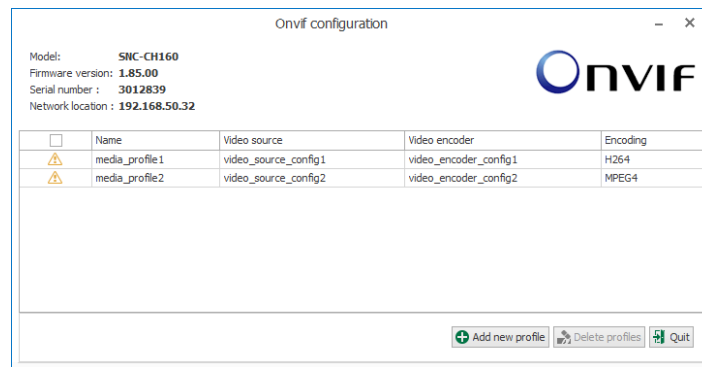 Onvif configuration
Model: SNC-CH160
Firmware version: 1.85.00
Serial number : 3012839
Network location : 192.168.50.32
ONVIF
Name Video source Video encoder Encoding
media_profile1 video_source_config1 video_encoder_config1 H264
media_profile2 video_source_config2 video_encoder_config2 MPEG4
Add new profile Delete profiles Quit